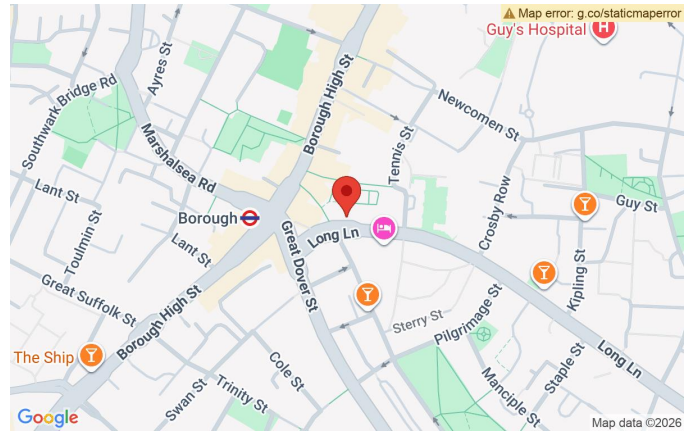 Map error: g.co/staticmaperror
Guy's Hospital
Ayres St
Southwark Bridge Rd
Borough High St
Newcomen St
Marshalsea Rd
Tennis St
Crosby Row
Lant St
Guy St
Toulmin St
Borough
Long Ln
Lant St
Great Dover St
Kipling St
Great Suffolk St
Borough High St
Sterry St
Pilgrimage St
The Ship
Cole St
Long Ln
Staple St
Manciple St
Trinity St
Swan St
Google
Map data ©2026